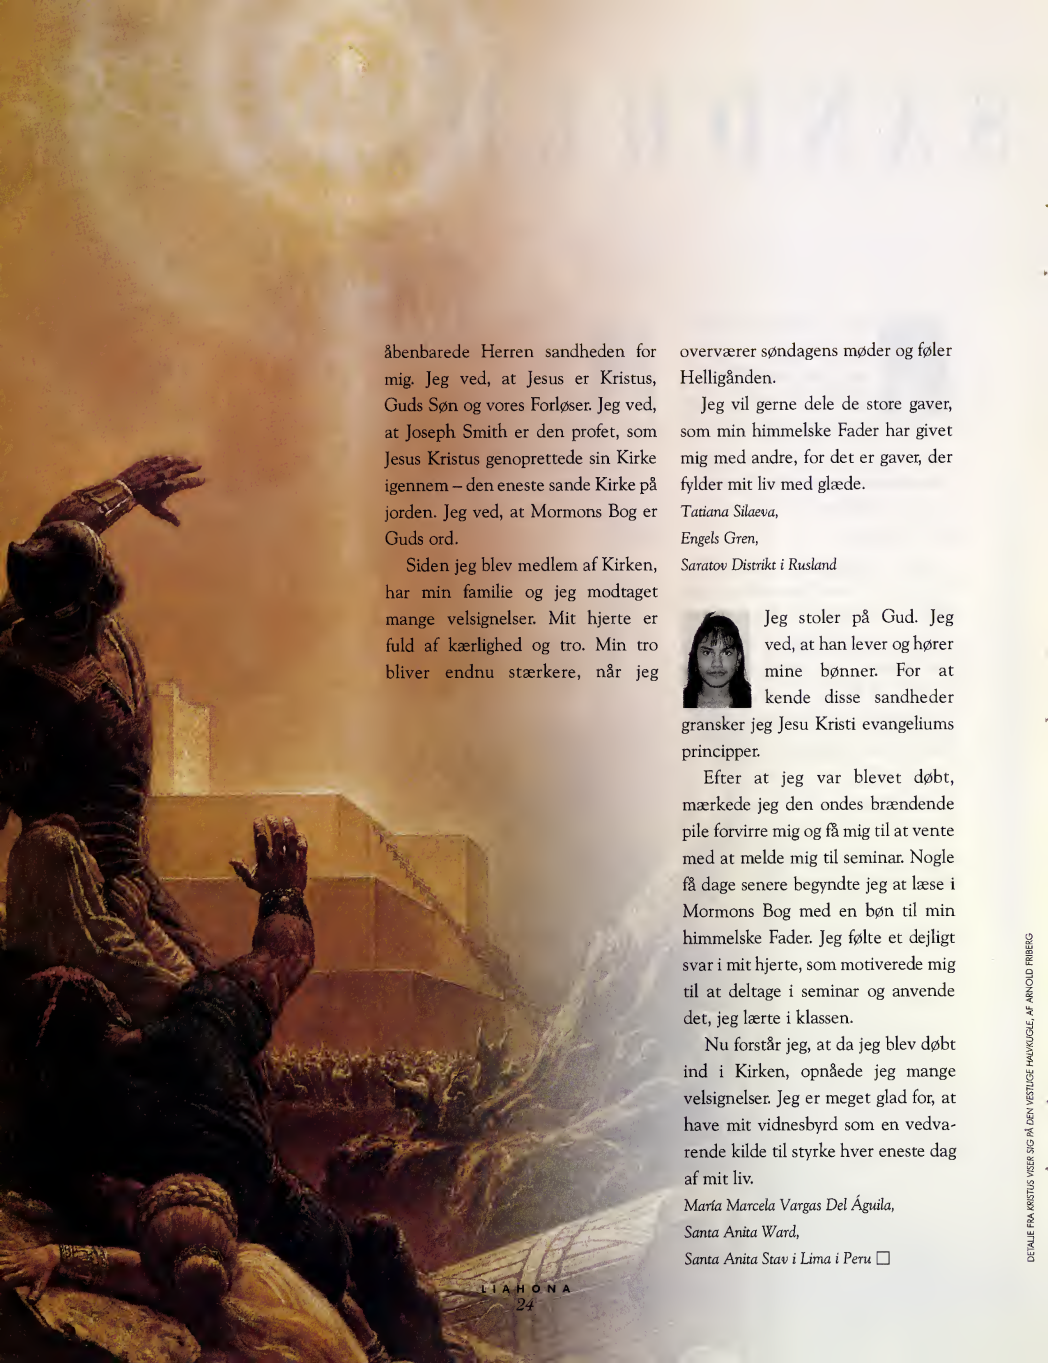 åbenbarede Herren sandheden for
mig. Jeg ved, at Jesus er Kristus,
Guds Søn og vores Forløser. Jeg ved,
at Joseph Smith er den profet, som
Jesus Kristus genoprettede sin Kirke
igennem – den eneste sande Kirke på
jorden. Jeg ved, at Mormons Bog er
Guds ord.
Siden jeg blev medlem af Kirken,
har min familie og jeg modtaget
mange velsignelser. Mit hjerte er
fuld af kærlighed og tro. Min tro
bliver endnu stærkere, når jeg
overværer søndagens møder og føler
Helligånden.
Jeg vil gerne dele de store gaver,
som min himmelske Fader har givet
mig med andre, for det er gaver, der
fylder mit liv med glæde.
Tatiana Silaeva,
Engels Gren,
Saratov Distrikt i Rusland
Jeg stoler på Gud. Jeg
ved, at han lever og hører
mine bønner. For at
kende disse sandheder
gransker jeg Jesu Kristi evangeliums
principper.
Efter at jeg var blevet døbt,
mærkede jeg den ondes brændende
pile forvirre mig og få mig til at vente
med at melde mig til seminar. Nogle
få dage senere begyndte jeg at læse i
Mormons Bog med en bøn til min
himmelske Fader. Jeg følte et dejligt
svar i mit hjerte, som motiverede mig
til at deltage i seminar og anvende
det, jeg lærte i klassen.
Nu forstår jeg, at da jeg blev døbt
ind i Kirken, opnåede jeg mange
velsignelser. Jeg er meget glad for, at
have mit vidnesbyrd som en vedva-
rende kilde til styrke hver eneste dag
af mit liv.
María Marcela Vargas Del Águila,
Santa Anita Ward,
Santa Anita Stav i Lima i Peru □
DETALJE FRA KRISTUS VISER SIG PÅ DEN VESTLIGE HALVKUGLE, AF ARNOLD FRIBERG
LIAHONA
24